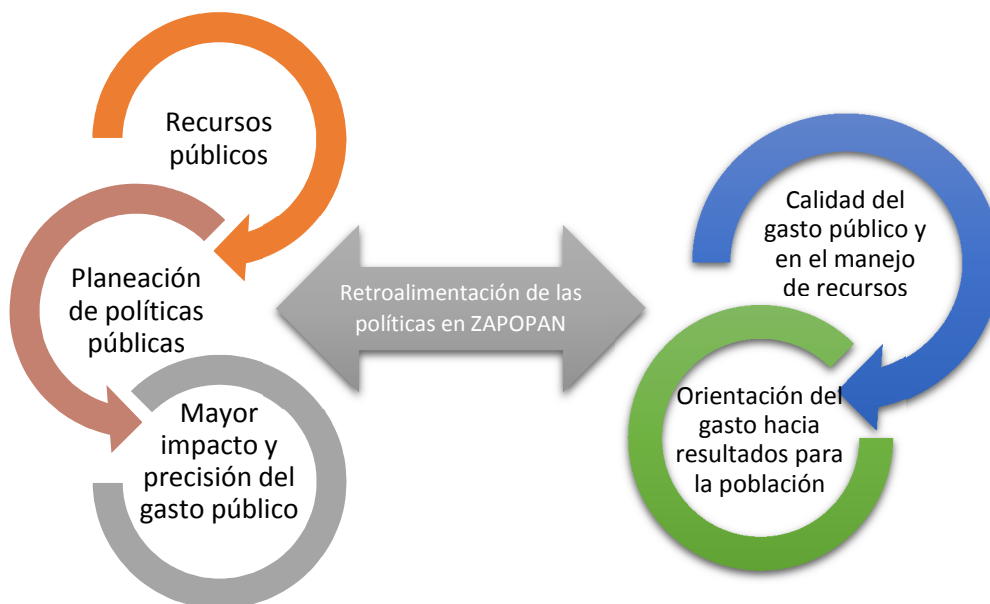 Recursos
públicos
Planeación
de políticas
públicas
Mayor
impacto y
precisión del
gasto público
Retroalimentación de las
políticas en ZAPOPAN
Calidad del
gasto público y
en el manejo
de recursos
Orientación del
gasto hacia
resultados para
la población